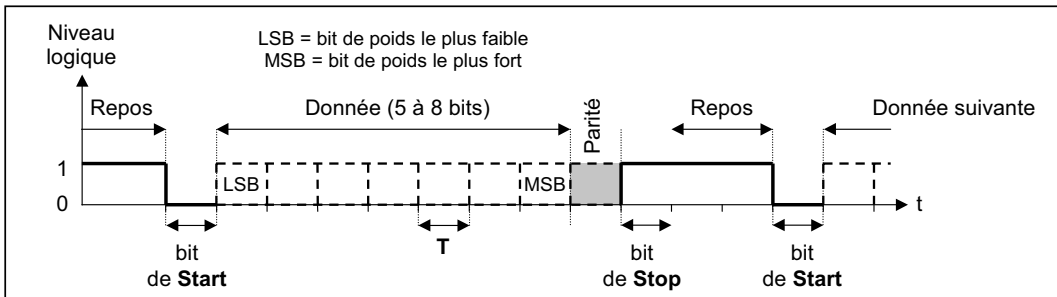 Niveau
logique
LSB = bit de poids le plus faible
MSB = bit de poids le plus fort
Repos
Donnée (5 à 8 bits)
Parité
Repos
Donnée suivante
1
LSB
MSB
0
t
bit
de Start
T
bit
de Stop
bit
de Start